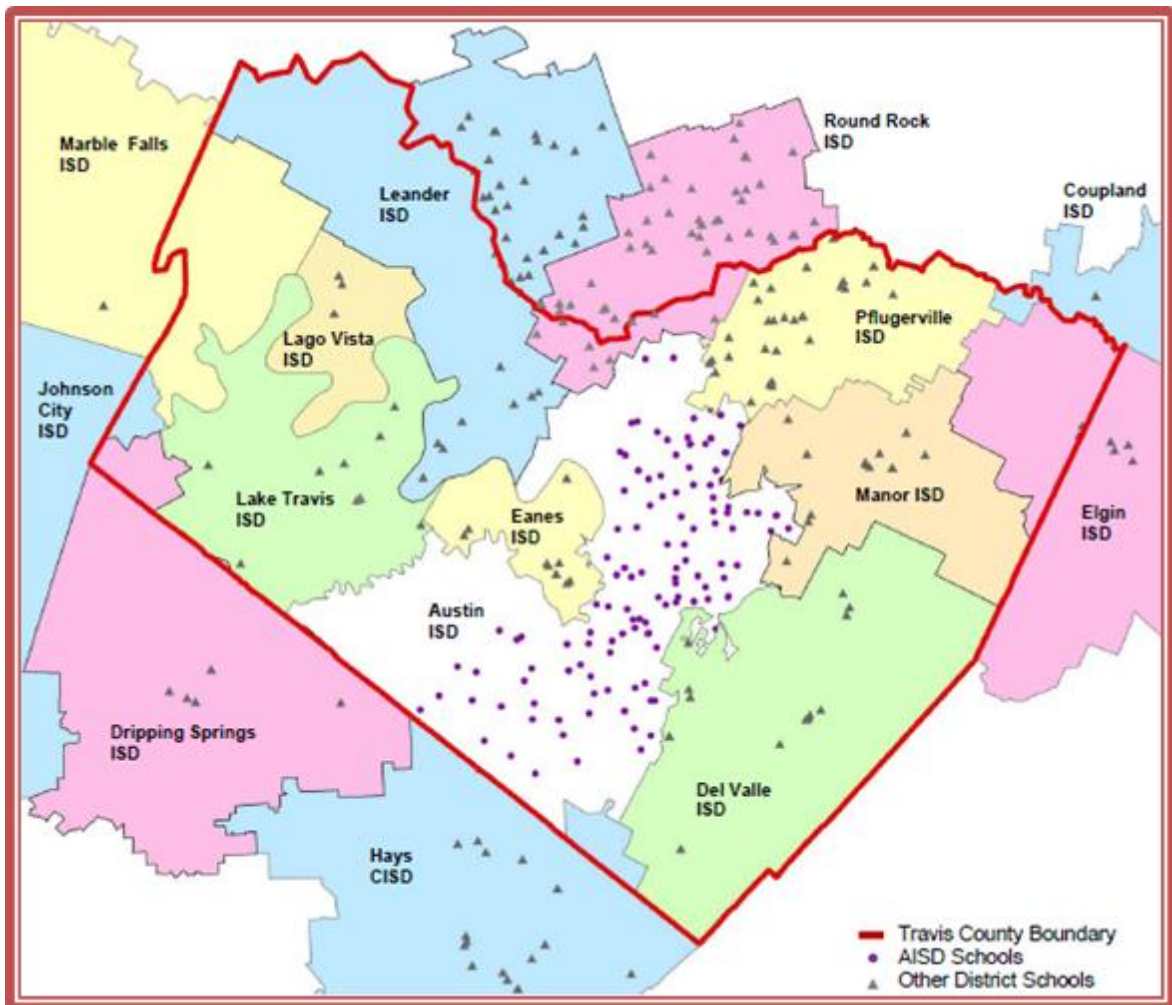 Marble Falls
ISD
Leander
ISD
Round Rock
ISD
Coupland
ISD
Lago Vista
ISD
Pflugerville
ISD
Johnson
City
ISD
Lake Travis
ISD
Eanes
ISD
Manor ISD
Elgin
ISD
Austin
ISD
Dripping Springs
ISD
Del Valle
ISD
Hays
CISD
Travis County Boundary
AISD Schools
Other District Schools